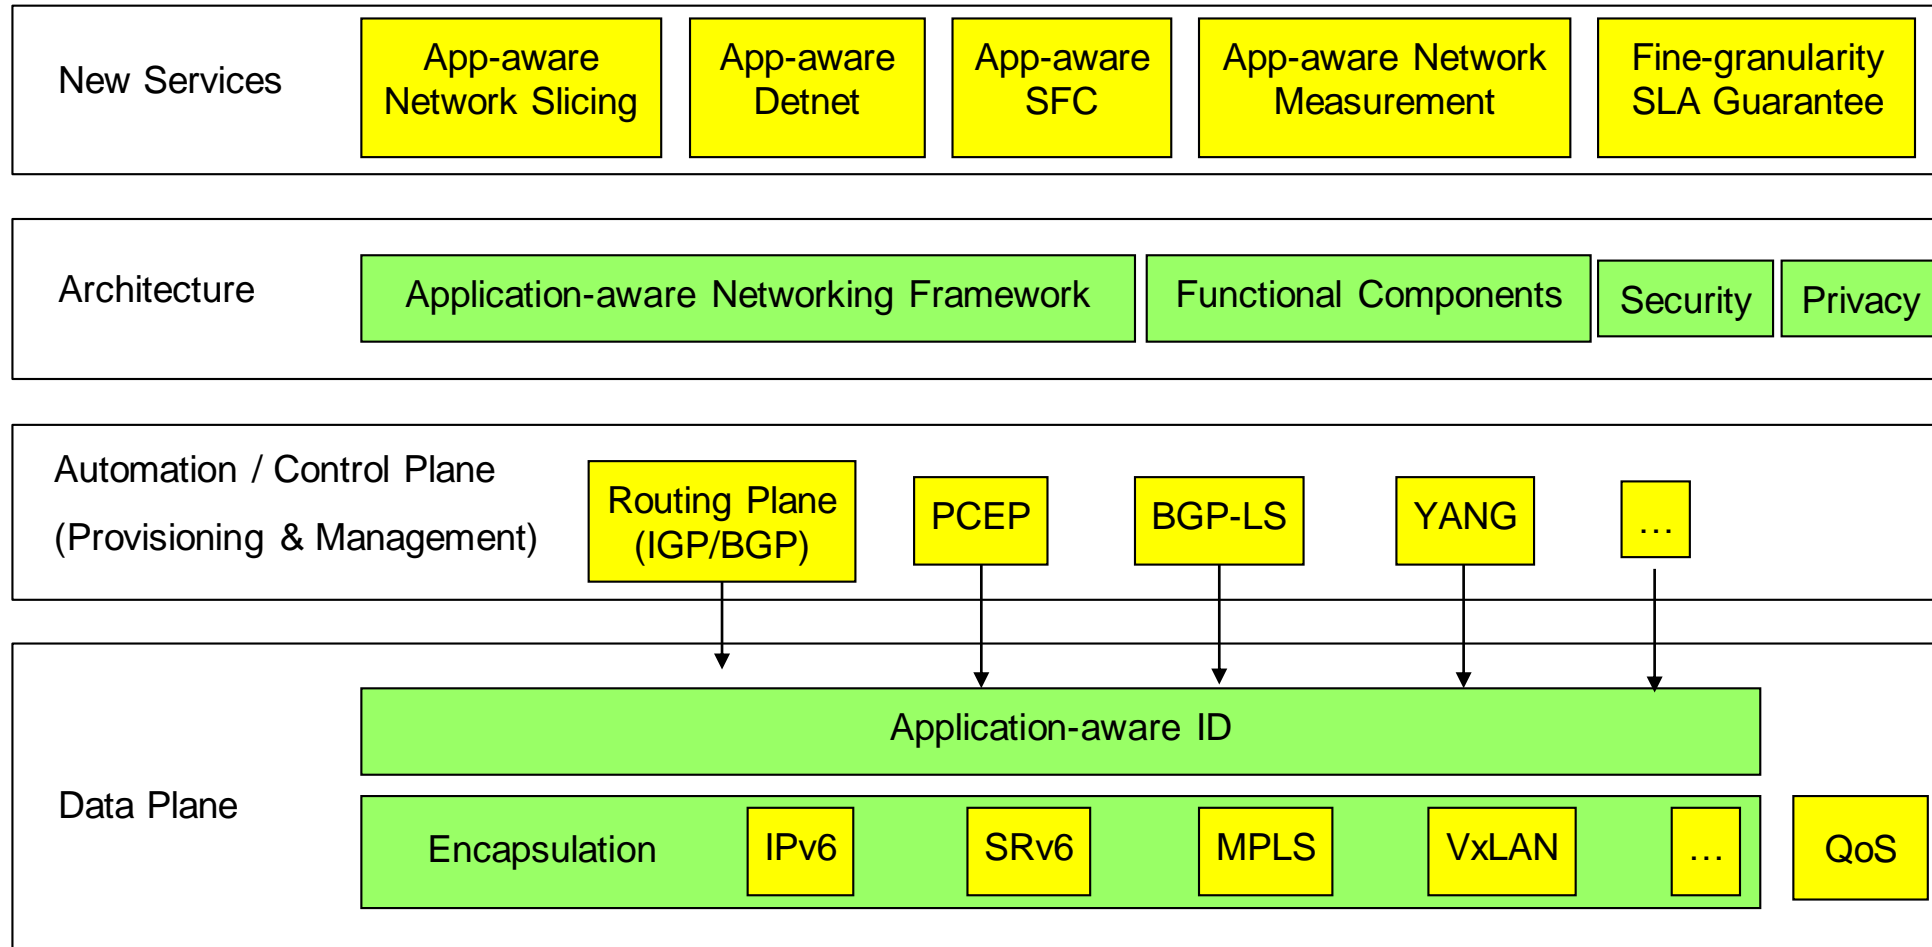 New Services
App-aware
Network Slicing
App-aware
Detnet
App-aware
SFC
App-aware Network
Measurement
Fine-granularity
SLA Guarantee
Architecture
Application-aware Networking Framework
Functional Components
Security
Privacy
Automation / Control Plane
(Provisioning & Management)
Routing Plane
(IGP/BGP)
PCEP
BGP-LS
YANG
…
Data Plane
Application-aware ID
Encapsulation
IPv6
SRv6
MPLS
VxLAN
…
QoS